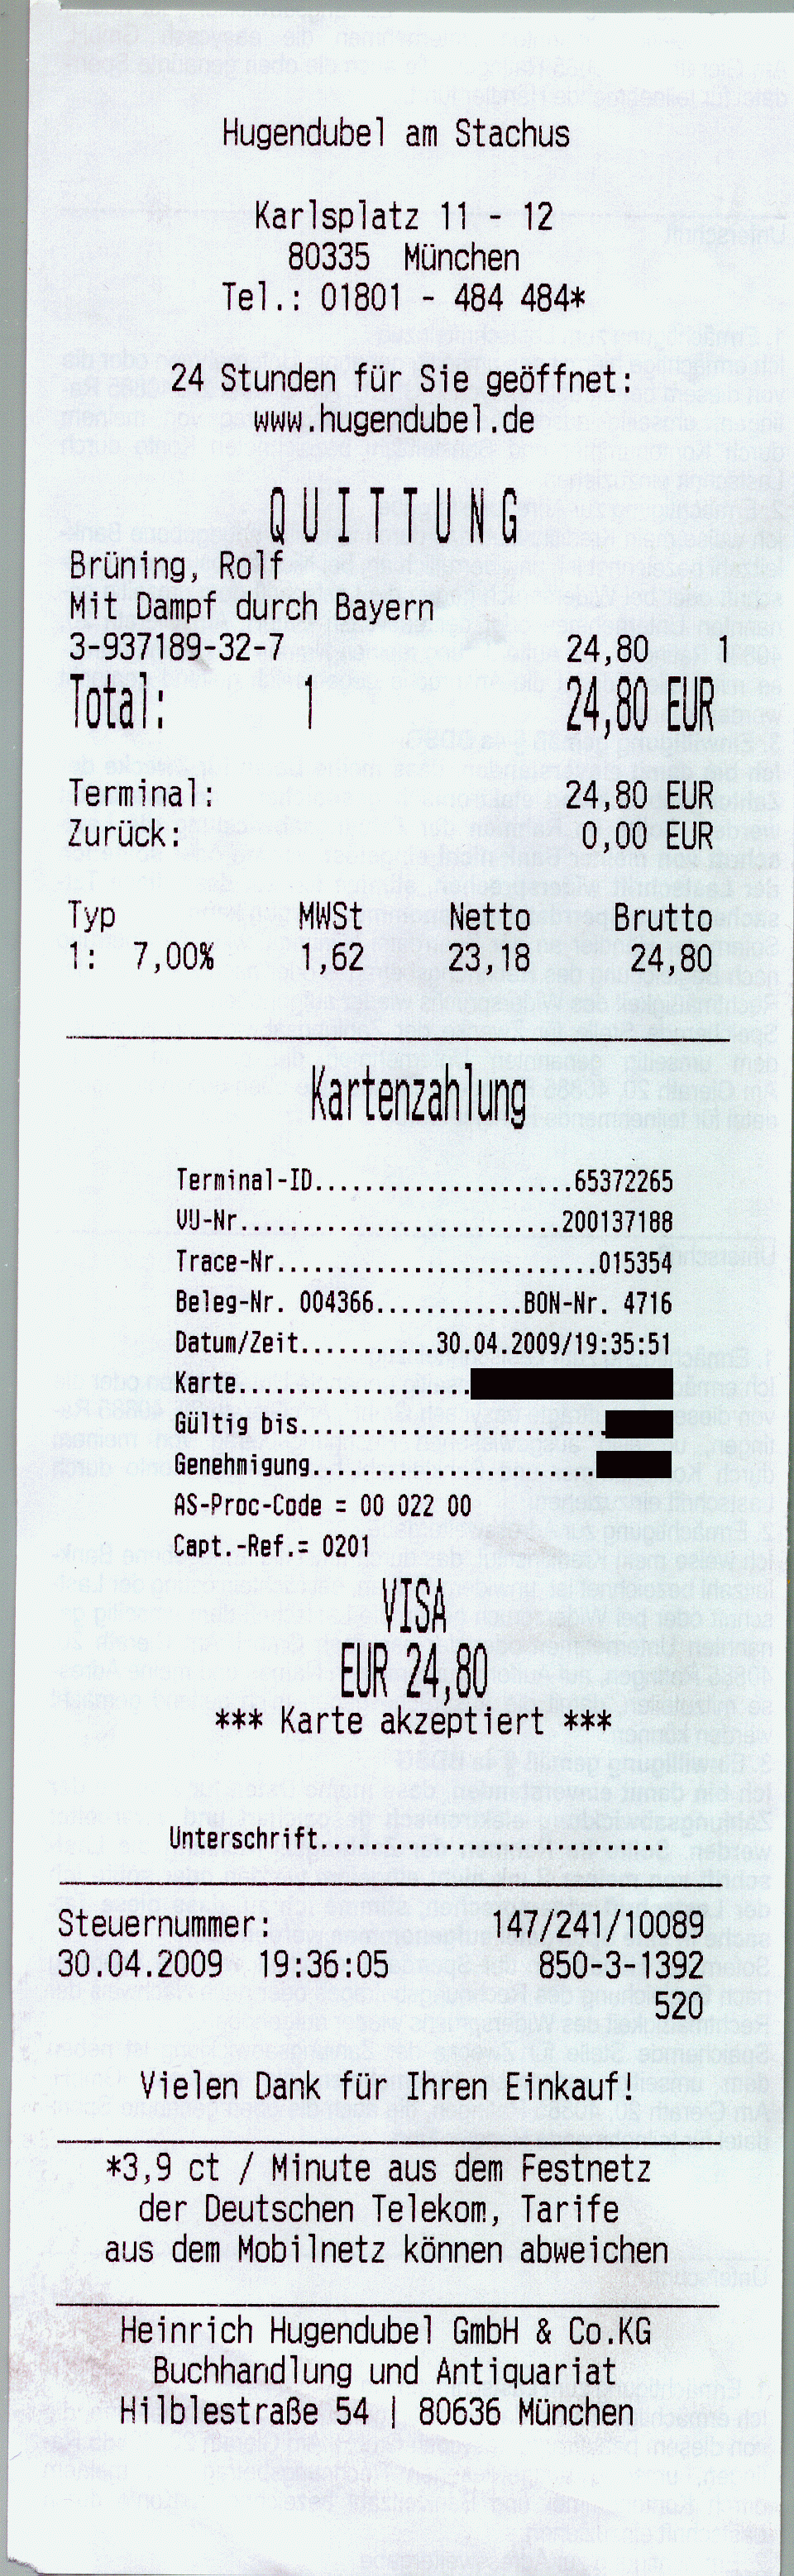 Hugendubel am Stachus
Karlsplatz 11 - 12
80335 München
Tel.: 01801 - 484 484*
24 Stunden für Sie geöffnet:
www.hugendubel.de
QUITTUNG
Brüning, Rolf
Mit Dampf durch Bayern
3-937189-32-7 24,80 1
Total: 1 24,80 EUR
Terminal: 24,80 EUR
Zurück: 0,00 EUR
Typ MWSt Netto Brutto
1: 7,00% 1,62 23,18 24,80
Kartenzahlung
Terminal-ID.....................65372265
VU-Nr..........................200137188
Trace-Nr..........................015354
Beleg-Nr. 004366............BON-Nr. 4716
Datum/Zeit...........30.04.2009/19:35:51
Karte...................
Gültig bis.........................
Genehmigung.......................
AS-Proc-Code = 00 022 00
Capt.-Ref.= 0201
VISA
EUR 24,80
*** Karte akzeptiert ***
Unterschrift............................
Steuernummer: 147/241/10089
30.04.2009 19:36:05 850-3-1392
520
Vielen Dank für Ihren Einkauf!
*3,9 ct / Minute aus dem Festnetz
der Deutschen Telekom, Tarife
aus dem Mobilnetz können abweichen
Heinrich Hugendubel GmbH & Co.KG
Buchhandlung und Antiquariat
Hilblestraße 54 | 80636 München